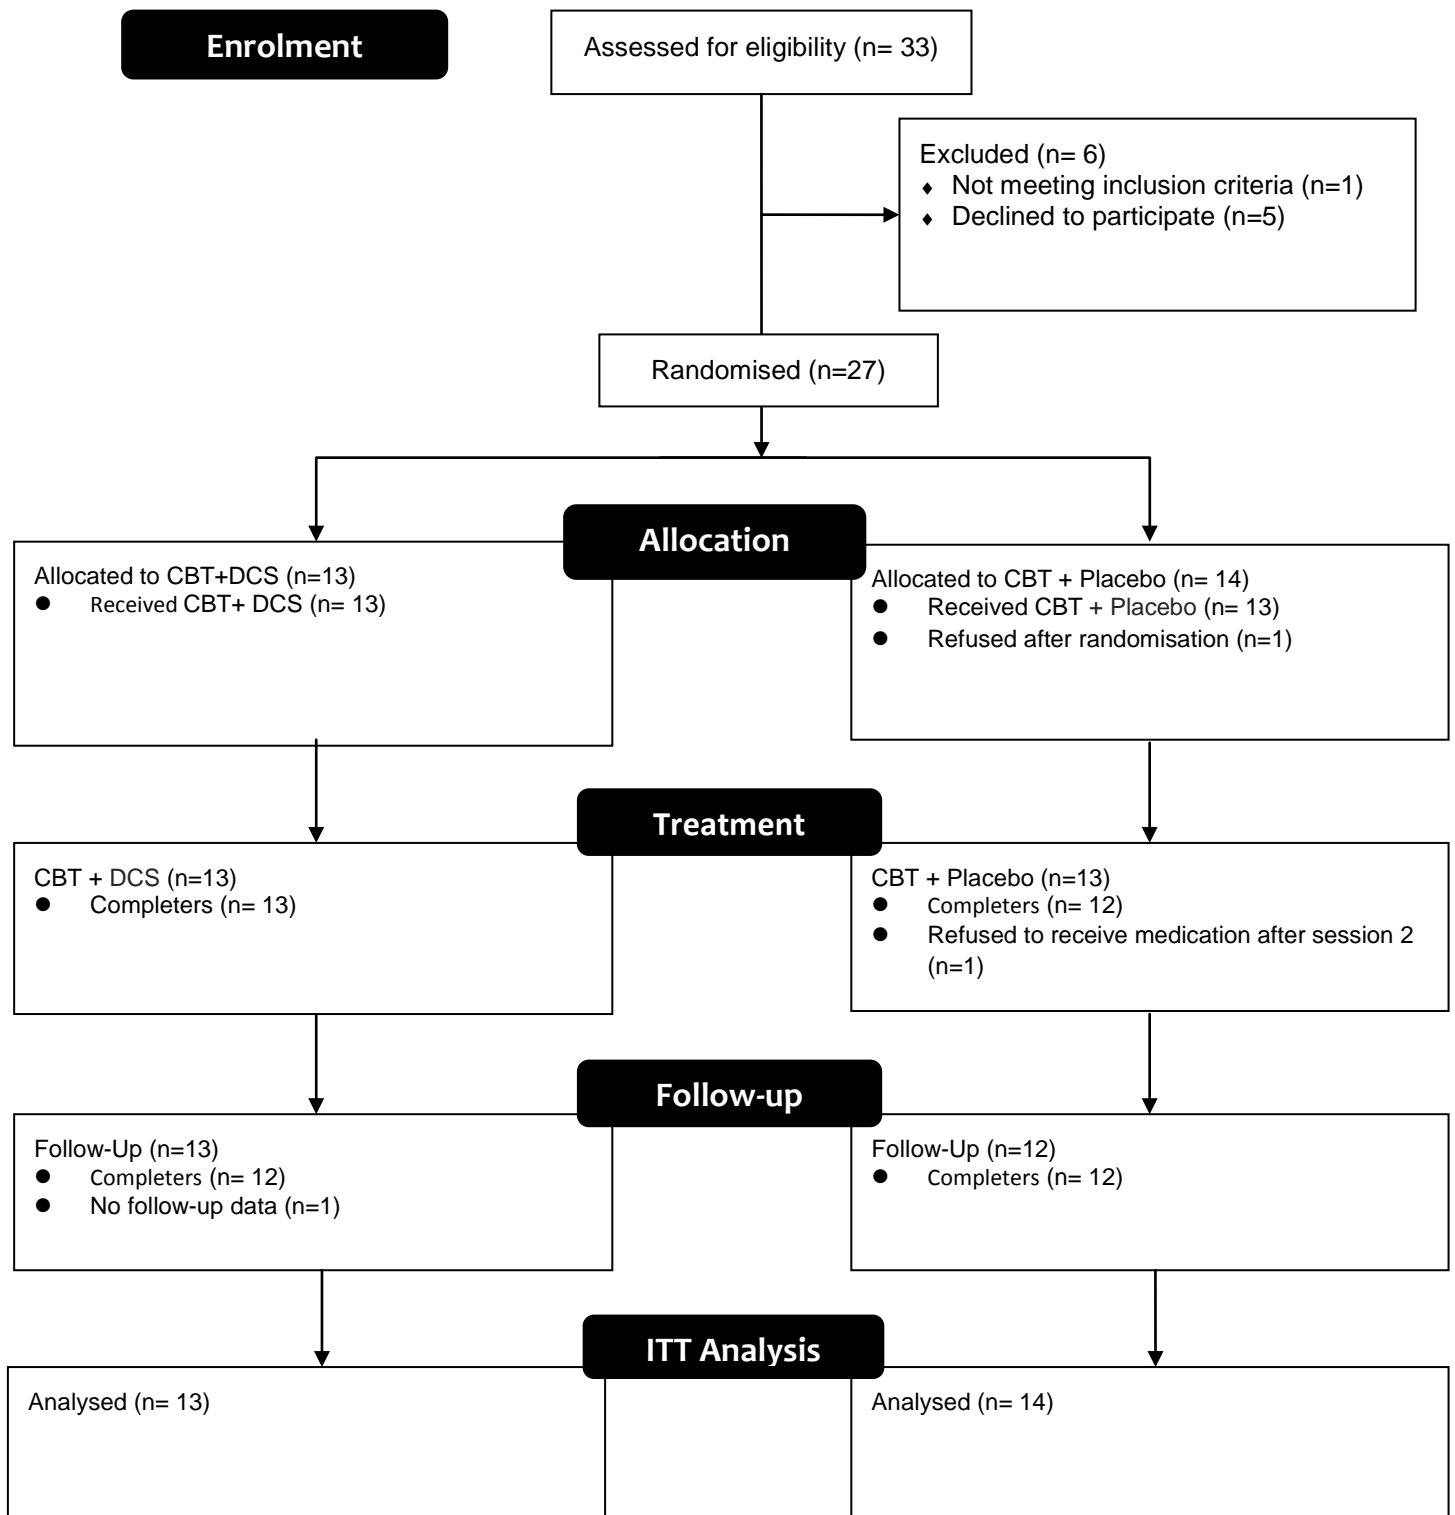 Enrolment
Assessed for eligibility (n= 33)
Excluded (n= 6)
♦ Not meeting inclusion criteria (n=1)
♦ Declined to participate (n=5)
Randomised (n=27)
Allocation
Allocated to CBT+DCS (n=13)
● Received CBT+ DCS (n= 13)
Allocated to CBT + Placebo (n= 14)
● Received CBT + Placebo (n= 13)
● Refused after randomisation (n=1)
Treatment
CBT + DCS (n=13)
● Completers (n= 13)
CBT + Placebo (n=13)
● Completers (n= 12)
● Refused to receive medication after session 2
(n=1)
Follow-up
Follow-Up (n=13)
● Completers (n= 12)
● No follow-up data (n=1)
Follow-Up (n=12)
● Completers (n= 12)
ITT Analysis
Analysed (n= 13)
Analysed (n= 14)